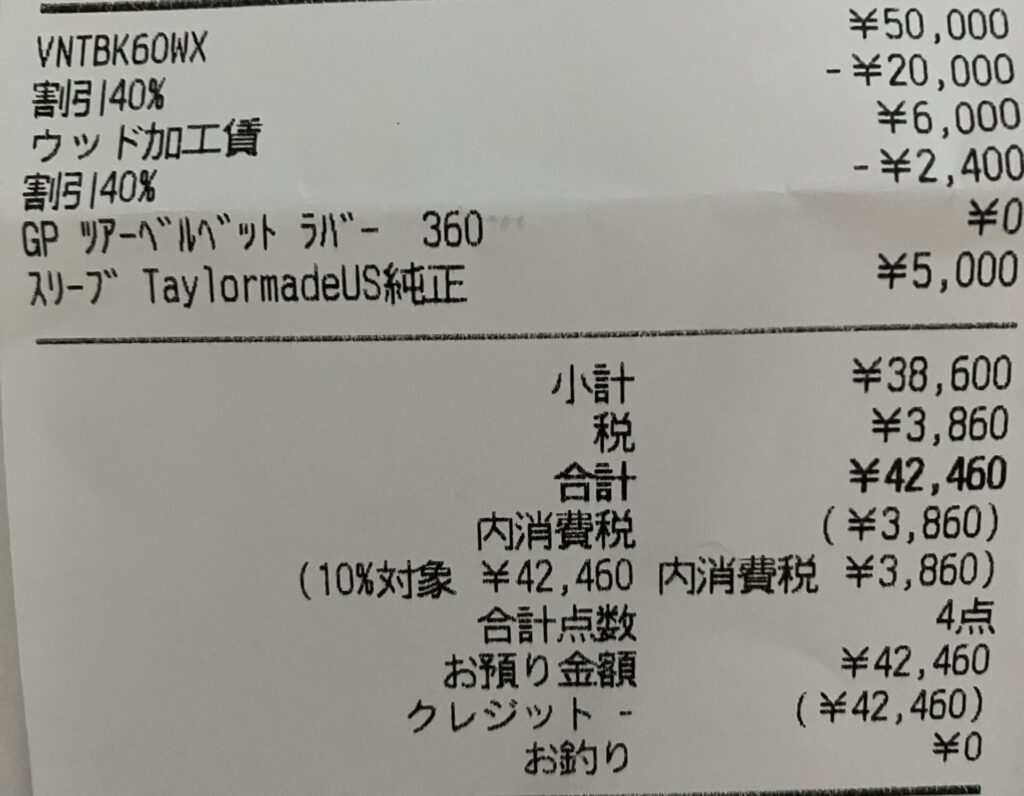 VNTBK60WX ¥50,000
割引/40% -¥20,000
ウッド加工賃 ¥6,000
割引/40% -¥2,400
GP ﾂｱｰﾍﾞﾙﾍﾞｯﾄ ﾗﾊﾞｰ 360 ¥0
ｽﾘｰﾌﾞ TaylormadeUS純正 ¥5,000
小計 ¥38,600
税 ¥3,860
合計 ¥42,460
内消費税 (¥3,860)
(10%対象 ¥42,460 内消費税 ¥3,860)
合計点数 4点
お預り金額 ¥42,460
クレジット - (¥42,460)
お釣り ¥0